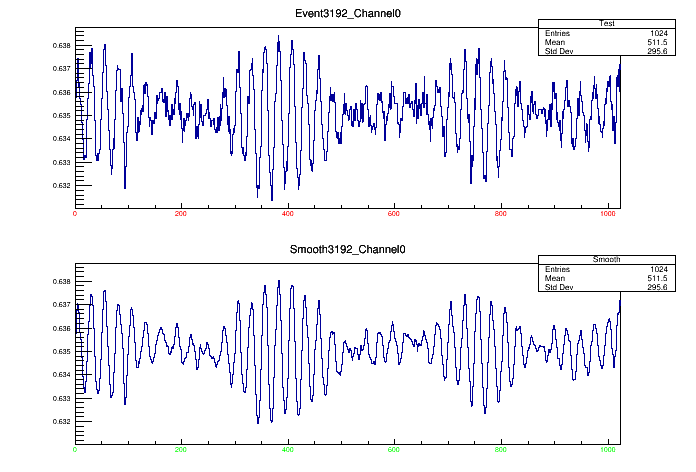 Event3192_Channel0
Test
Entries 1024
Mean 511.5
Std Dev 295.6
0.638
0.637
0.636
0.635
0.634
0.633
0.632
0 200 400 600 800 1000
Smooth3192_Channel0
Smooth
Entries 1024
Mean 511.5
Std Dev 295.6
0.638
0.637
0.636
0.635
0.634
0.633
0.632
0 200 400 600 800 1000